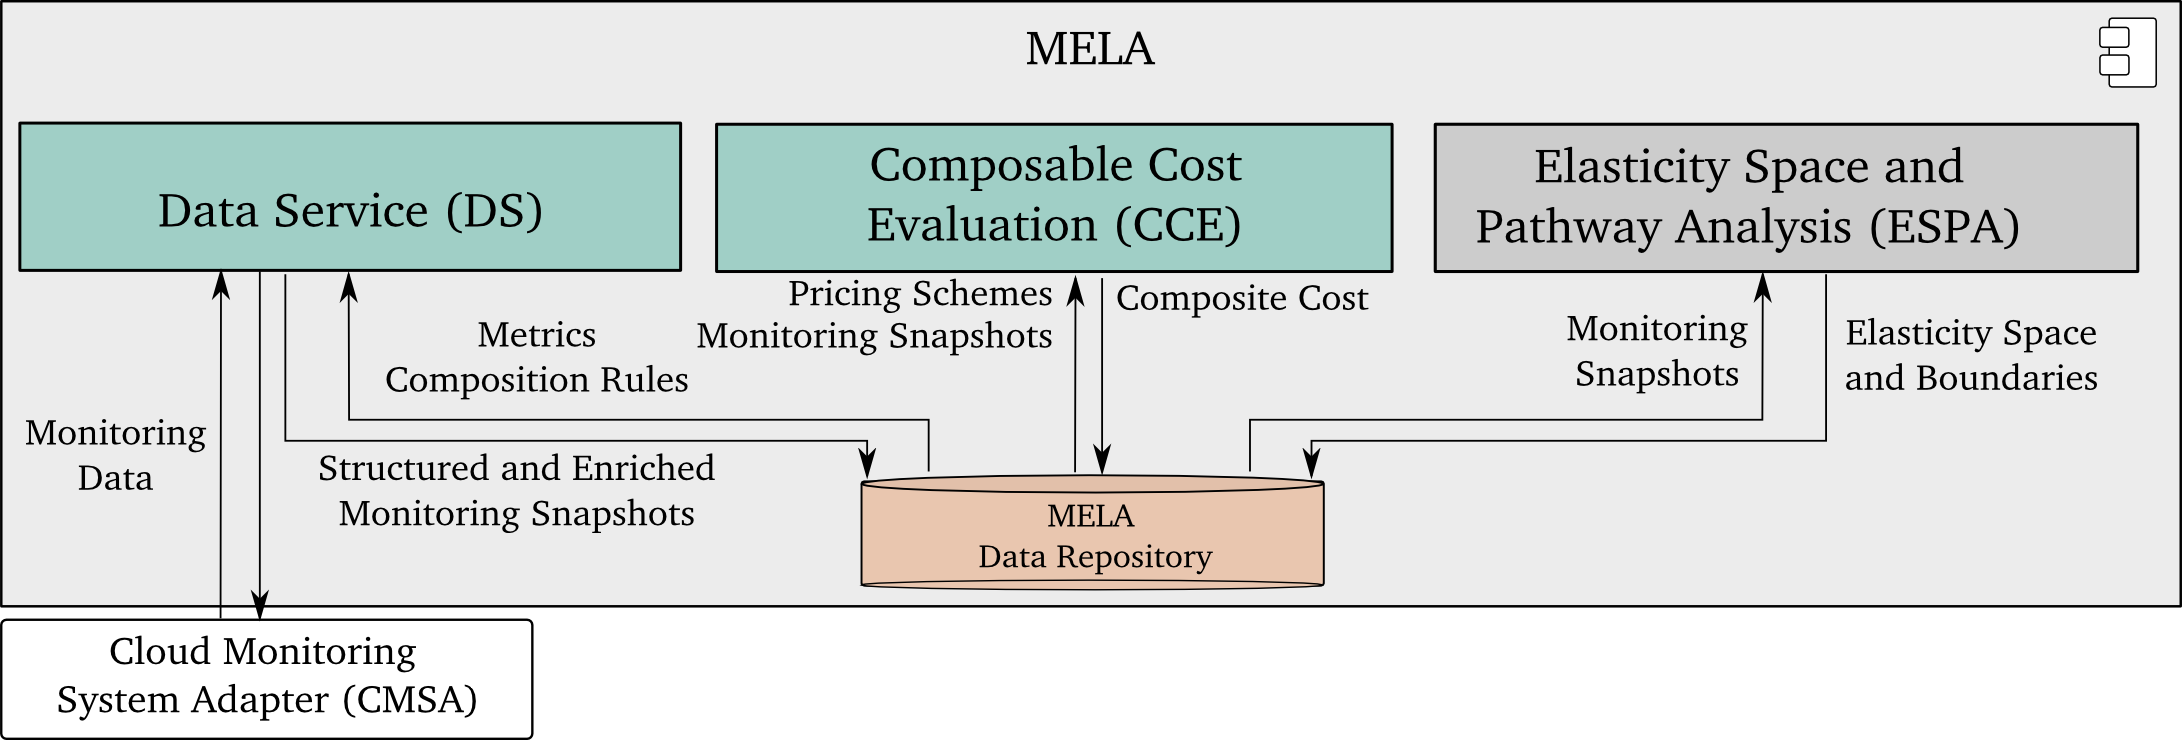 MELA
Data Service (DS)
Composable Cost
Evaluation (CCE)
Elasticity Space and
Pathway Analysis (ESPA)
Monitoring
Data
Metrics
Composition Rules
Structured and Enriched
Monitoring Snapshots
Pricing Schemes
Monitoring Snapshots
Composite Cost
Monitoring
Snapshots
Elasticity Space
and Boundaries
MELA
Data Repository
Cloud Monitoring
System Adapter (CMSA)